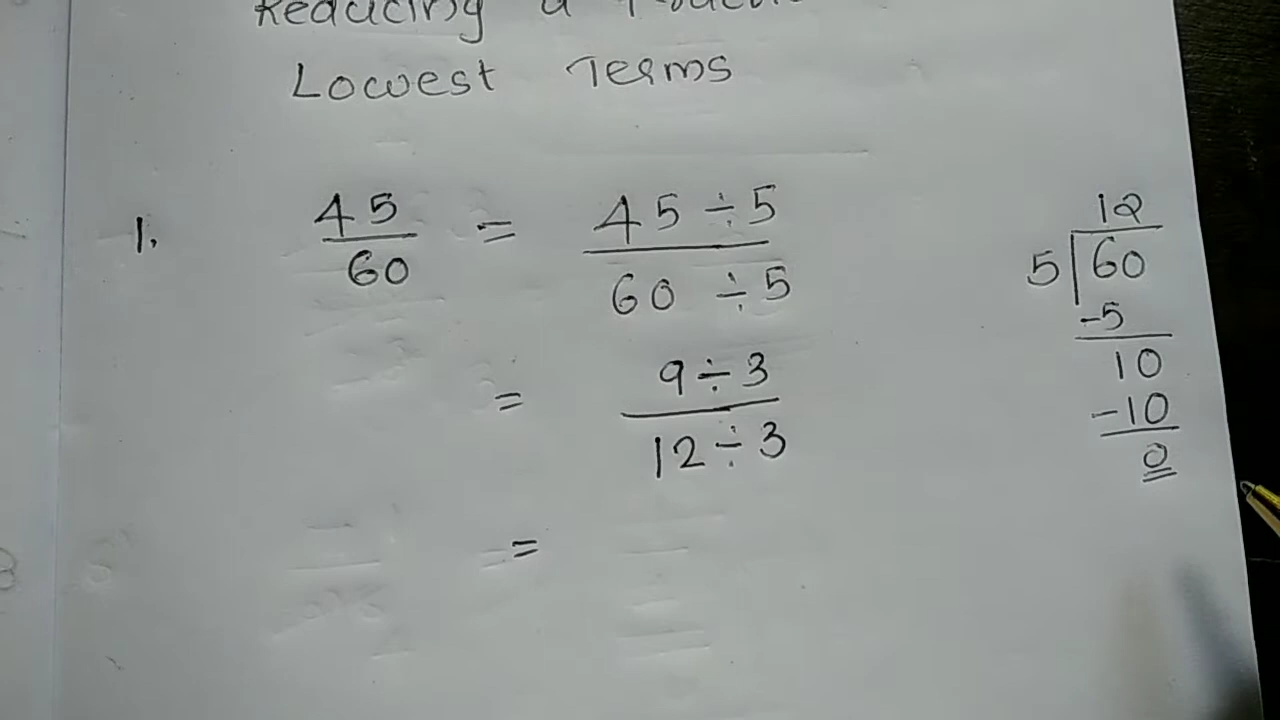 Reducing a
Lowest Terms
1. 45/60 = 45÷5/60÷5
= 9÷3/12÷3
=
12
5 60
-5
10
-10
0